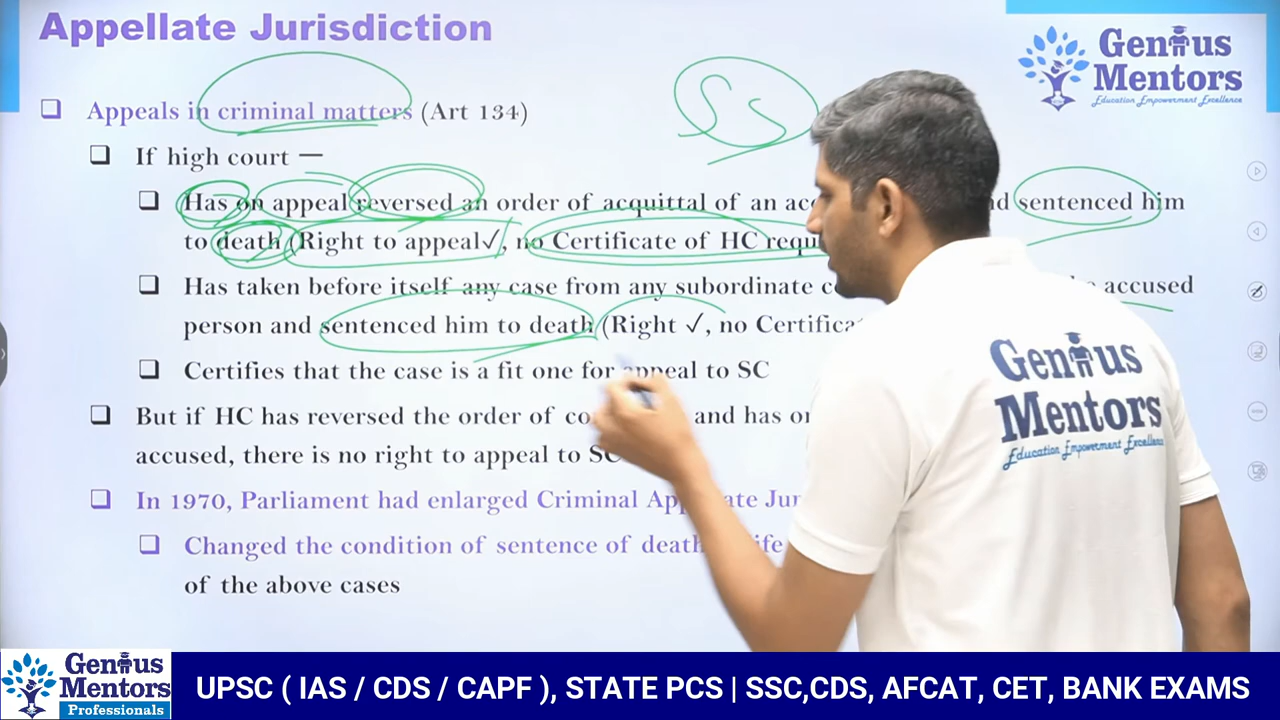 Appellate Jurisdiction
Genius
Mentors
Education Empowerment Excellence
SS
Appeals in criminal matters (Art 134)
If high court —
Has on appeal reversed an order of acquittal of an sentenced him
to death (Right to appeal✓, no Certificate of HC
Has taken before itself any case from any subordinate accused
person and sentenced him to death (Right ✓, no
Certifies that the case is a fit one for appeal to SC
But if HC has reversed the order of and has
accused, there is no right to appeal to SC
In 1970, Parliament had enlarged Criminal
Changed the condition of sentence of death
of the above cases
Genius
Mentors
Education Empowerment Excellence
Genius
Mentors
Professionals
UPSC ( IAS / CDS / CAPF ), STATE PCS | SSC,CDS, AFCAT, CET, BANK EXAMS